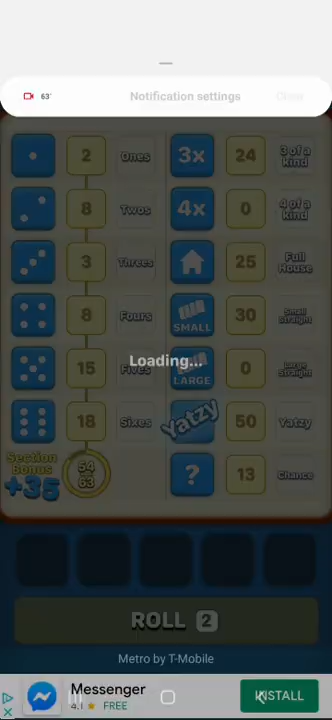 63°
Notification settings
Clear
2 Ones 3x 24 3 of a kind
8 Twos 4x 0 4 of a kind
3 Threes 25 Full House
8 Fours SMALL 30 Small straight
Loading...
15 Fives LARGE 0 Large straight
18 Sixes Yatzy 50 Yatzy
Section Bonus +35 54 63 ? 13 Chance
ROLL 2
Metro by T-Mobile
Messenger
4.1 ★ FREE
INSTALL